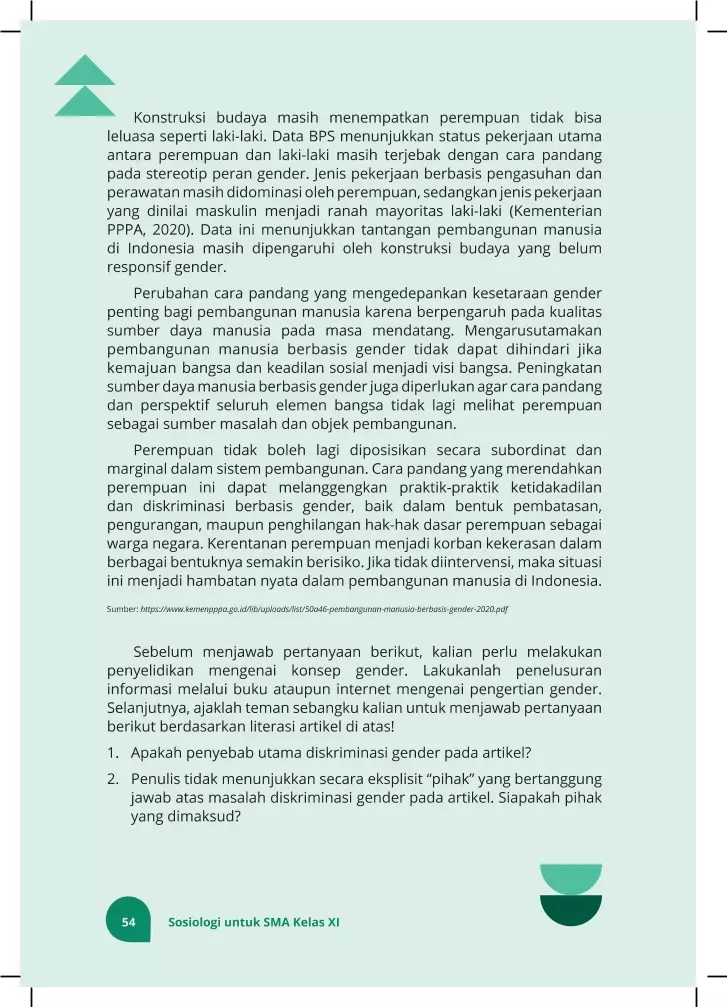 Konstruksi budaya masih menempatkan perempuan tidak bisa
leluasa seperti laki-laki. Data BPS menunjukkan status pekerjaan utama
antara perempuan dan laki-laki masih terjebak dengan cara pandang
pada stereotip peran gender. Jenis pekerjaan berbasis pengasuhan dan
perawatan masih didominasi oleh perempuan, sedangkan jenis pekerjaan
yang dinilai maskulin menjadi ranah mayoritas laki-laki (Kementerian
PPPA, 2020). Data ini menunjukkan tantangan pembangunan manusia
di Indonesia masih dipengaruhi oleh konstruksi budaya yang belum
responsif gender.
Perubahan cara pandang yang mengedepankan kesetaraan gender
penting bagi pembangunan manusia karena berpengaruh pada kualitas
sumber daya manusia pada masa mendatang. Mengarusutamakan
pembangunan manusia berbasis gender tidak dapat dihindari jika
kemajuan bangsa dan keadilan sosial menjadi visi bangsa. Peningkatan
sumber daya manusia berbasis gender juga diperlukan agar cara pandang
dan perspektif seluruh elemen bangsa tidak lagi melihat perempuan
sebagai sumber masalah dan objek pembangunan.
Perempuan tidak boleh lagi diposisikan secara subordinat dan
marginal dalam sistem pembangunan. Cara pandang yang merendahkan
perempuan ini dapat melanggengkan praktik-praktik ketidakadilan
dan diskriminasi berbasis gender, baik dalam bentuk pembatasan,
pengurangan, maupun penghilangan hak-hak dasar perempuan sebagai
warga negara. Kerentanan perempuan menjadi korban kekerasan dalam
berbagai bentuknya semakin berisiko. Jika tidak diintervensi, maka situasi
ini menjadi hambatan nyata dalam pembangunan manusia di Indonesia.
Sumber: https://www.kemenpppa.go.id/lib/uploads/list/50a46-pembangunan-manusia-berbasis-gender-2020.pdf
Sebelum menjawab pertanyaan berikut, kalian perlu melakukan
penyelidikan mengenai konsep gender. Lakukanlah penelusuran
informasi melalui buku ataupun internet mengenai pengertian gender.
Selanjutnya, ajaklah teman sebangku kalian untuk menjawab pertanyaan
berikut berdasarkan literasi artikel di atas!
1. Apakah penyebab utama diskriminasi gender pada artikel?
2. Penulis tidak menunjukkan secara eksplisit “pihak” yang bertanggung
jawab atas masalah diskriminasi gender pada artikel. Siapakah pihak
yang dimaksud?
54 Sosiologi untuk SMA Kelas XI